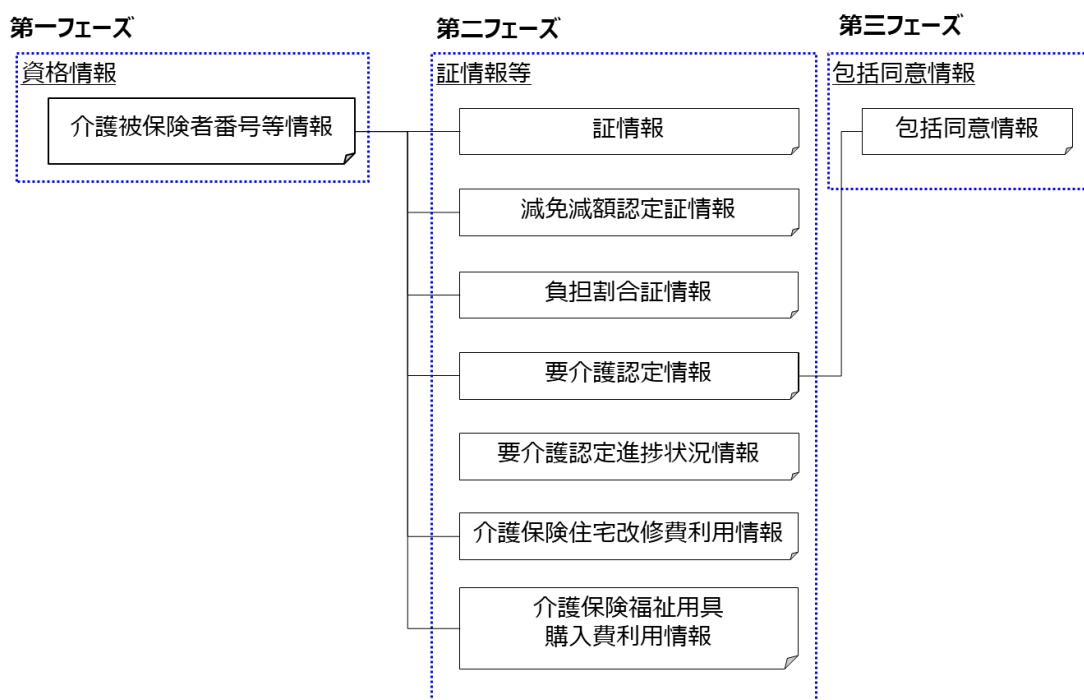 第一フェーズ
資格情報
介護被保険者番号等情報
第二フェーズ
証情報等
証情報
減免減額認定証情報
負担割合証情報
要介護認定情報
要介護認定進捗状況情報
介護保険住宅改修費利用情報
介護保険福祉用具
購入費利用情報
第三フェーズ
包括同意情報
包括同意情報